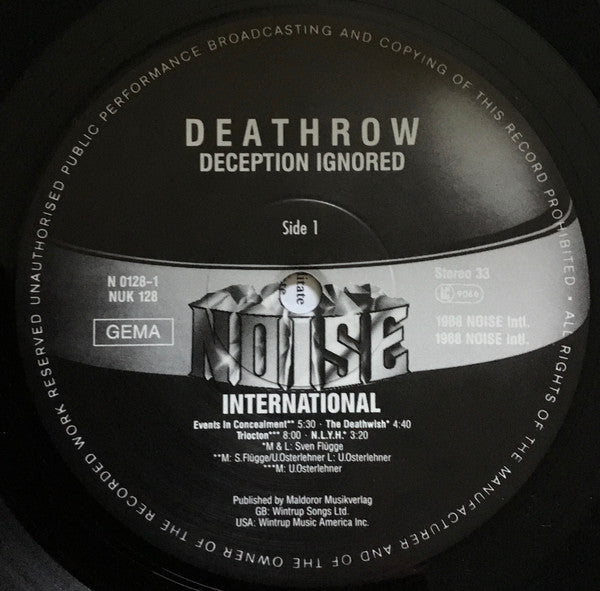 UNAUTHORISED PUBLIC PERFORMANCE BROADCASTING AND COPYING OF THIS RECORD PROHIBITED • ALL RIGHTS OF THE MANUFACTURER AND OF THE OWNER OF THE RECORDED WORK RESERVED
DEATHROW
DECEPTION IGNORED
Side 1
N 0128-1
NUK 128
GEMA
Stereo 33
LC 9066
1988 NOISE Intl.
1988 NOISE Intl.
NOISE
INTERNATIONAL
Events in Concealment** 5:30 · The Deathwish* 4:40
Triocton*** 8:00 · N.L.Y.H.* 3:20
*M & L: Sven Flügge
**M: S.Flügge/U.Osterlehner L: U.Osterlehner
***M: U.Osterlehner
Published by Maldoror Musikverlag
GB: Wintrup Songs Ltd.
USA: Wintrup Music America Inc.